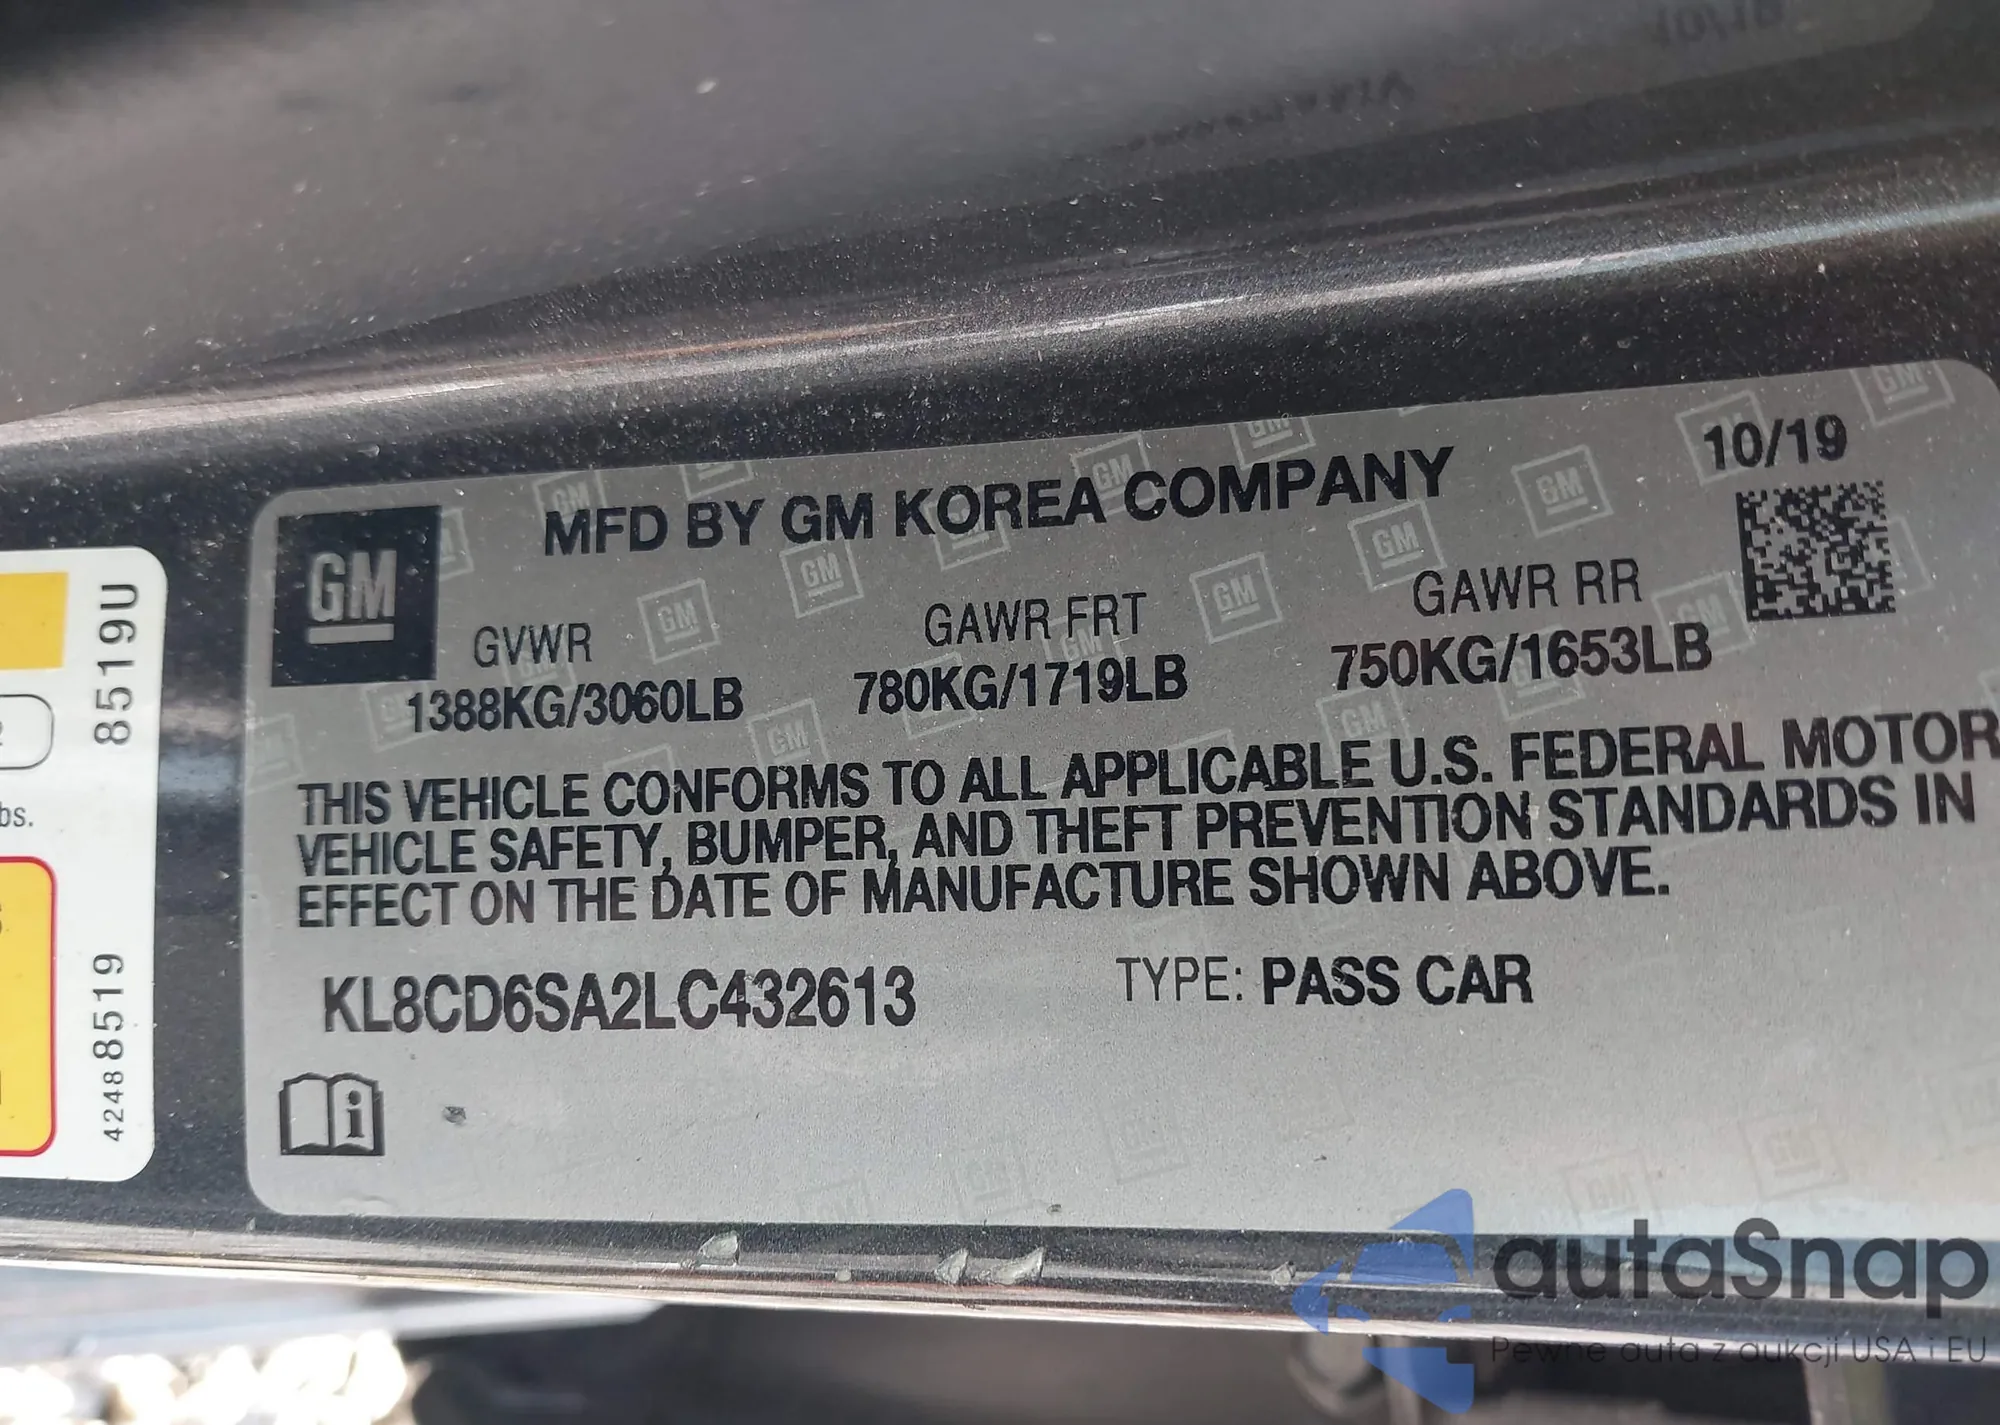 10/19
MFD BY GM KOREA COMPANY
GM
GVWR GAWR FRT GAWR RR
1388KG/3060LB 780KG/1719LB 750KG/1653LB
THIS VEHICLE CONFORMS TO ALL APPLICABLE U.S. FEDERAL MOTOR
VEHICLE SAFETY, BUMPER, AND THEFT PREVENTION STANDARDS IN
EFFECT ON THE DATE OF MANUFACTURE SHOWN ABOVE.
KL8CD6SA2LC432613 TYPE: PASS CAR
8519U
42488519
bs.
autaSnap
Pewne auta z aukcji USA i EU